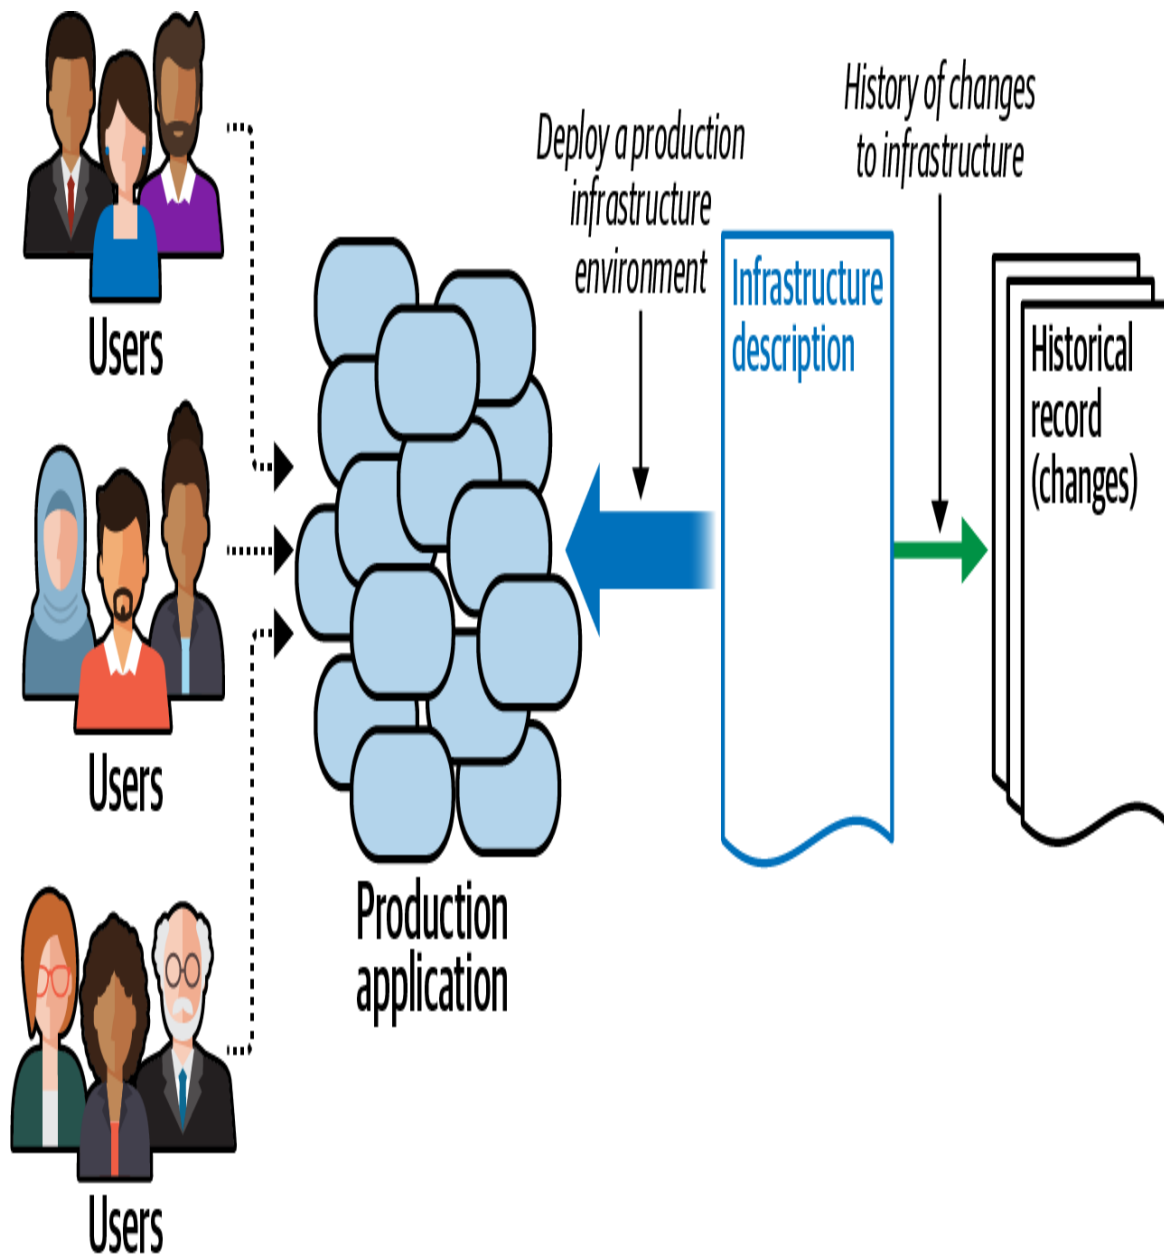 Users
Users
Users
Production
application
Deploy a production
infrastructure
environment
Infrastructure
description
History of changes
to infrastructure
Historical
record
(changes)